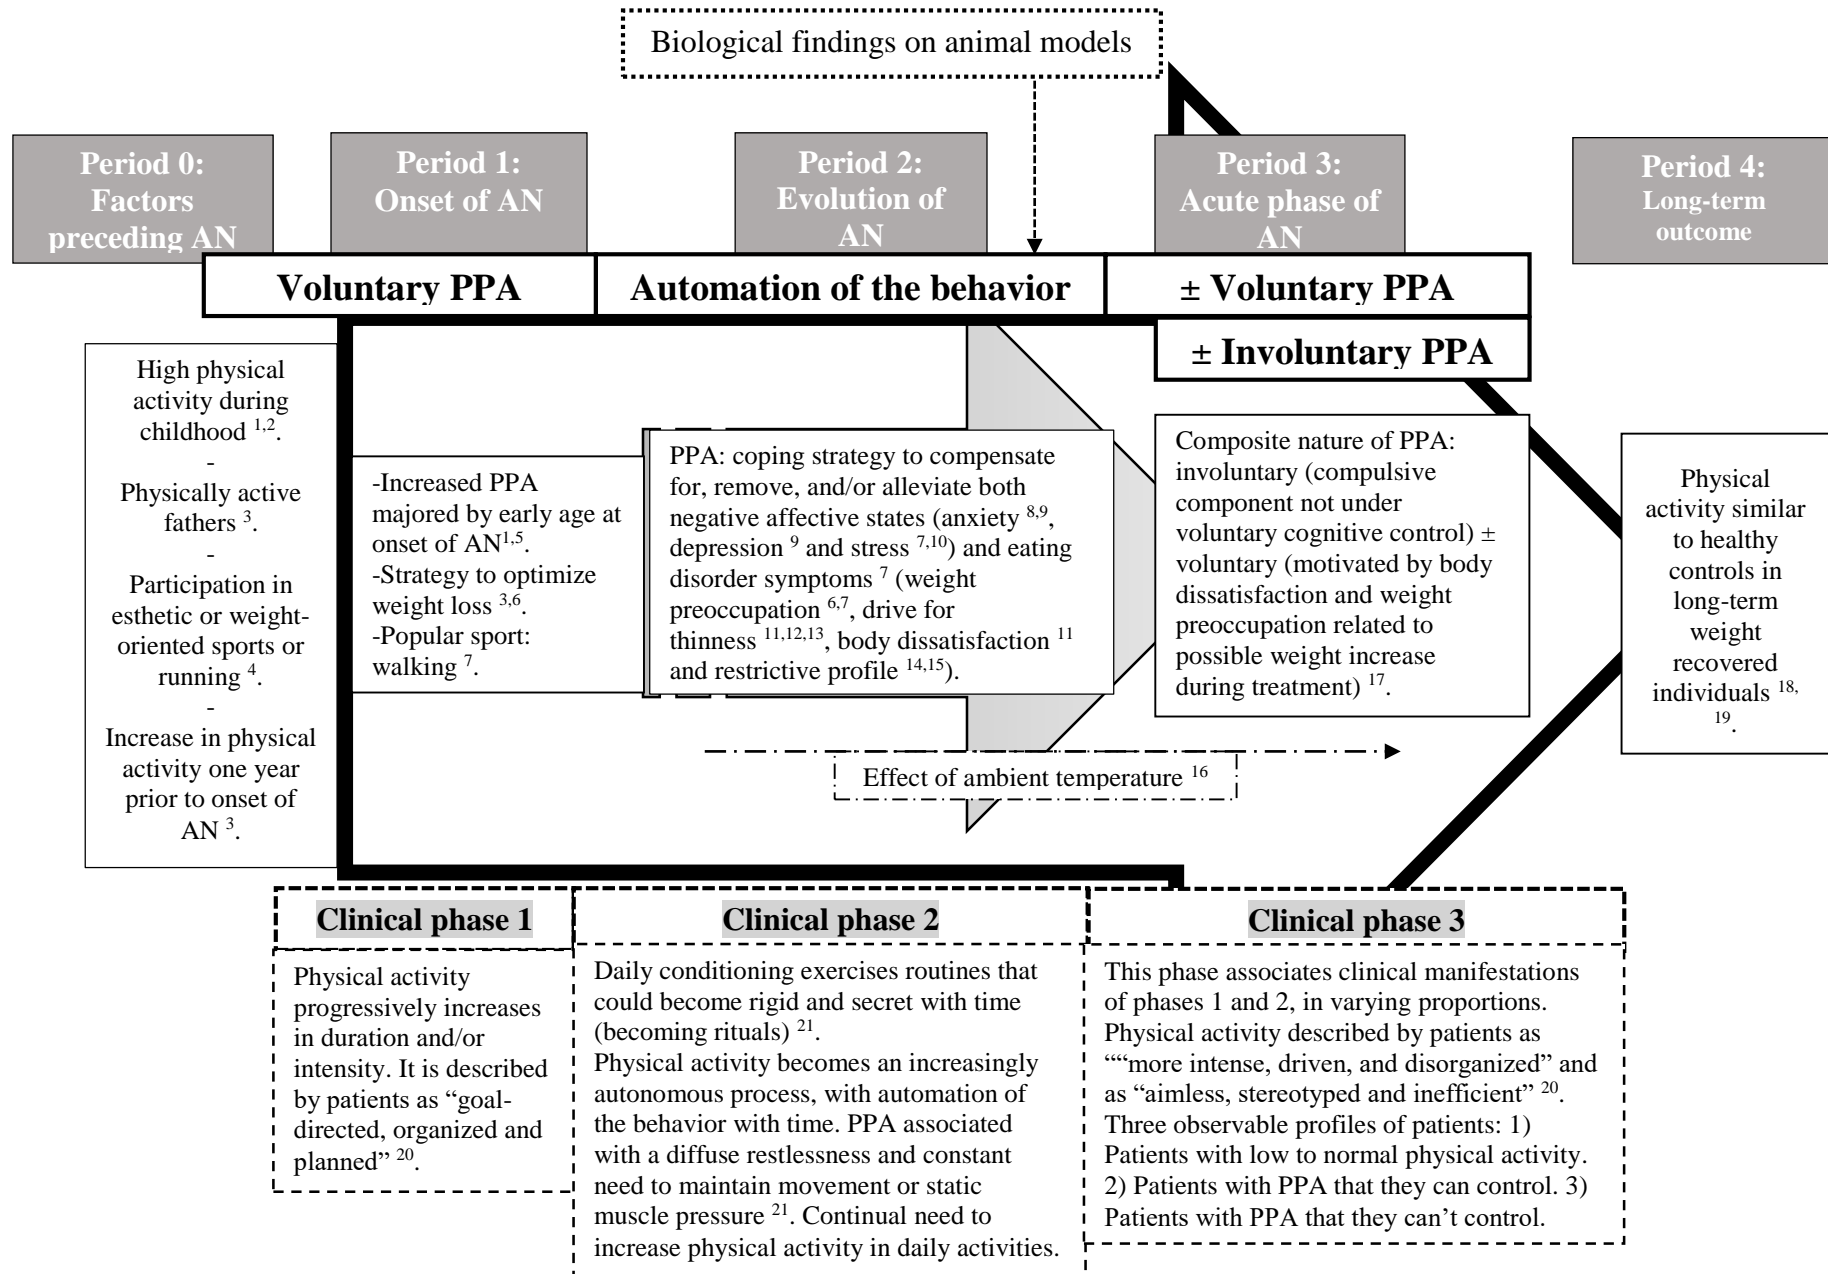 Biological findings on animal models
Period 0:
Factors
preceding AN
Period 1:
Onset of AN
Period 2:
Evolution of
AN
Period 3:
Acute phase of
AN
Period 4:
Long-term
outcome
Voluntary PPA
Automation of the behavior
± Voluntary PPA
± Involuntary PPA
High physical
activity during
childhood 1,2.
-
Physically active
fathers 3.
-
Participation in
esthetic or weight-
oriented sports or
running 4.
-
Increase in physical
activity one year
prior to onset of
AN 3.
-Increased PPA
majored by early age at
onset of AN1,5.
-Strategy to optimize
weight loss 3,6.
-Popular sport:
walking 7.
PPA: coping strategy to compensate
for, remove, and/or alleviate both
negative affective states (anxiety 8,9,
depression 9 and stress 7,10) and eating
disorder symptoms 7 (weight
preoccupation 6,7, drive for
thinness 11,12,13, body dissatisfaction 11
and restrictive profile 14,15).
Composite nature of PPA:
involuntary (compulsive
component not under
voluntary cognitive control) ±
voluntary (motivated by body
dissatisfaction and weight
preoccupation related to
possible weight increase
during treatment) 17.
Physical
activity similar
to healthy
controls in
long-term
weight
recovered
individuals 18,
19.
Effect of ambient temperature 16
Clinical phase 1
Physical activity
progressively increases
in duration and/or
intensity. It is described
by patients as “goal-
directed, organized and
planned” 20.
Clinical phase 2
Daily conditioning exercises routines that
could become rigid and secret with time
(becoming rituals) 21.
Physical activity becomes an increasingly
autonomous process, with automation of
the behavior with time. PPA associated
with a diffuse restlessness and constant
need to maintain movement or static
muscle pressure 21. Continual need to
increase physical activity in daily activities.
Clinical phase 3
This phase associates clinical manifestations
of phases 1 and 2, in varying proportions.
Physical activity described by patients as
““more intense, driven, and disorganized” and
as “aimless, stereotyped and inefficient” 20.
Three observable profiles of patients: 1)
Patients with low to normal physical activity.
2) Patients with PPA that they can control. 3)
Patients with PPA that they can’t control.